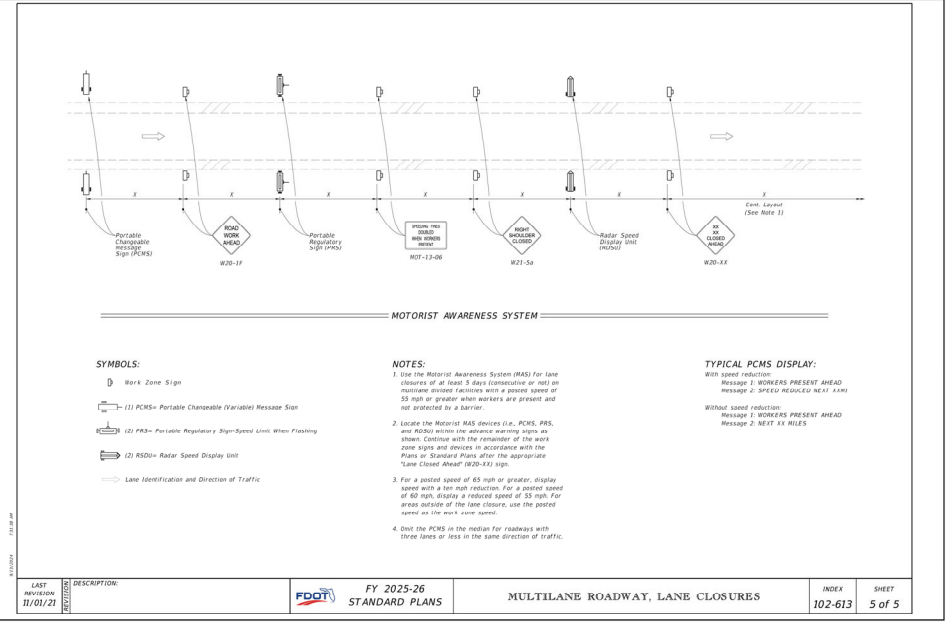 X X X X X X X
Cont. Layout
(See Note 1)
Portable
Changeable
Message
Sign (PCMS)
ROAD
WORK
AHEAD
W20-1F
Portable
Regulatory
Sign (PRS)
SPEEDING FINES
DOUBLED
WHEN WORKERS
PRESENT
MOT-13-06
RIGHT
SHOULDER
CLOSED
W21-5a
Radar Speed
Display Unit
(RDSU)
XX
XX
CLOSED
AHEAD
W20-XX
MOTORIST AWARENESS SYSTEM
SYMBOLS:
Work Zone Sign
(1) PCMS= Portable Changeable (Variable) Message Sign
(2) PRS= Portable Regulatory Sign-Speed Limit When Flashing
(2) RSDU= Radar Speed Display Unit
Lane Identification and Direction of Traffic
NOTES:
1. Use the Motorist Awareness System (MAS) for lane
closures of at least 5 days (consecutive or not) on
multilane divided facilities with a posted speed of
55 mph or greater when workers are present and
not protected by a barrier.
2. Locate the Motorist MAS devices (i.e., PCMS, PRS,
and RDSU) within the advance warning signs as
shown. Continue with the remainder of the work
zone signs and devices in accordance with the
Plans or Standard Plans after the appropriate
"Lane Closed Ahead" (W20-XX) sign.
3. For a posted speed of 65 mph or greater, display
speed with a ten mph reduction. For a posted speed
of 60 mph, display a reduced speed of 55 mph. For
areas outside of the lane closure, use the posted
speed as the work zone speed.
4. Omit the PCMS in the median for roadways with
three lanes or less in the same direction of traffic.
TYPICAL PCMS DISPLAY:
With speed reduction:
Message 1: WORKERS PRESENT AHEAD
Message 2: SPEED REDUCED NEXT XXMI
Without speed reduction:
Message 1: WORKERS PRESENT AHEAD
Message 2: NEXT XX MILES
LAST
REVISION
11/01/21
REVISION
DESCRIPTION:
FDOT
FY 2025-26
STANDARD PLANS
MULTILANE ROADWAY, LANE CLOSURES
INDEX
102-613
SHEET
5 of 5